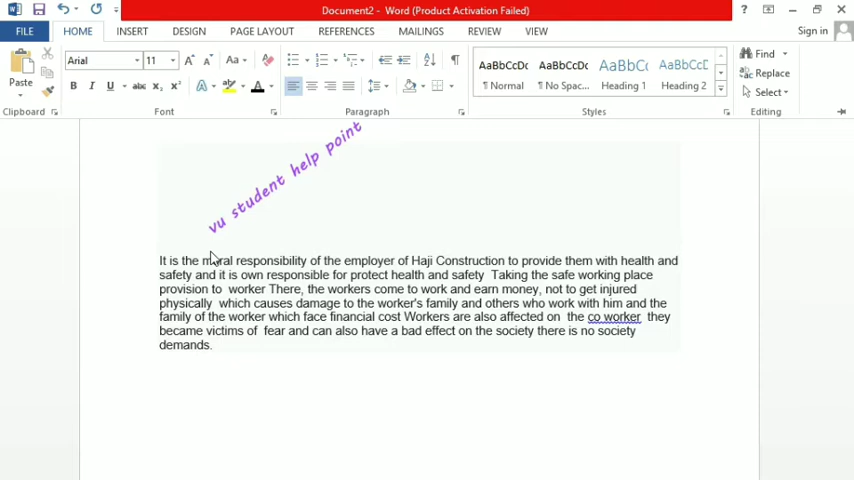 Document2 - Word (Product Activation Failed)
?
Sign in
FILE HOME INSERT DESIGN PAGE LAYOUT REFERENCES MAILINGS REVIEW VIEW
Paste
Arial 11 A A Aa
B I U abc X₂ X² A ab A
AaBbCcDc AaBbCcDc AaBbCc AaBbCcD
¶ Normal ¶ No Spac... Heading 1 Heading 2
Find
Replace
Select
Clipboard Font Paragraph Styles Editing
vu student help point
It is the moral responsibility of the employer of Haji Construction to provide them with health and
safety and it is own responsible for protect health and safety Taking the safe working place
provision to worker There, the workers come to work and earn money, not to get injured
physically which causes damage to the worker's family and others who work with him and the
family of the worker which face financial cost Workers are also affected on the co worker they
became victims of fear and can also have a bad effect on the society there is no society
demands.